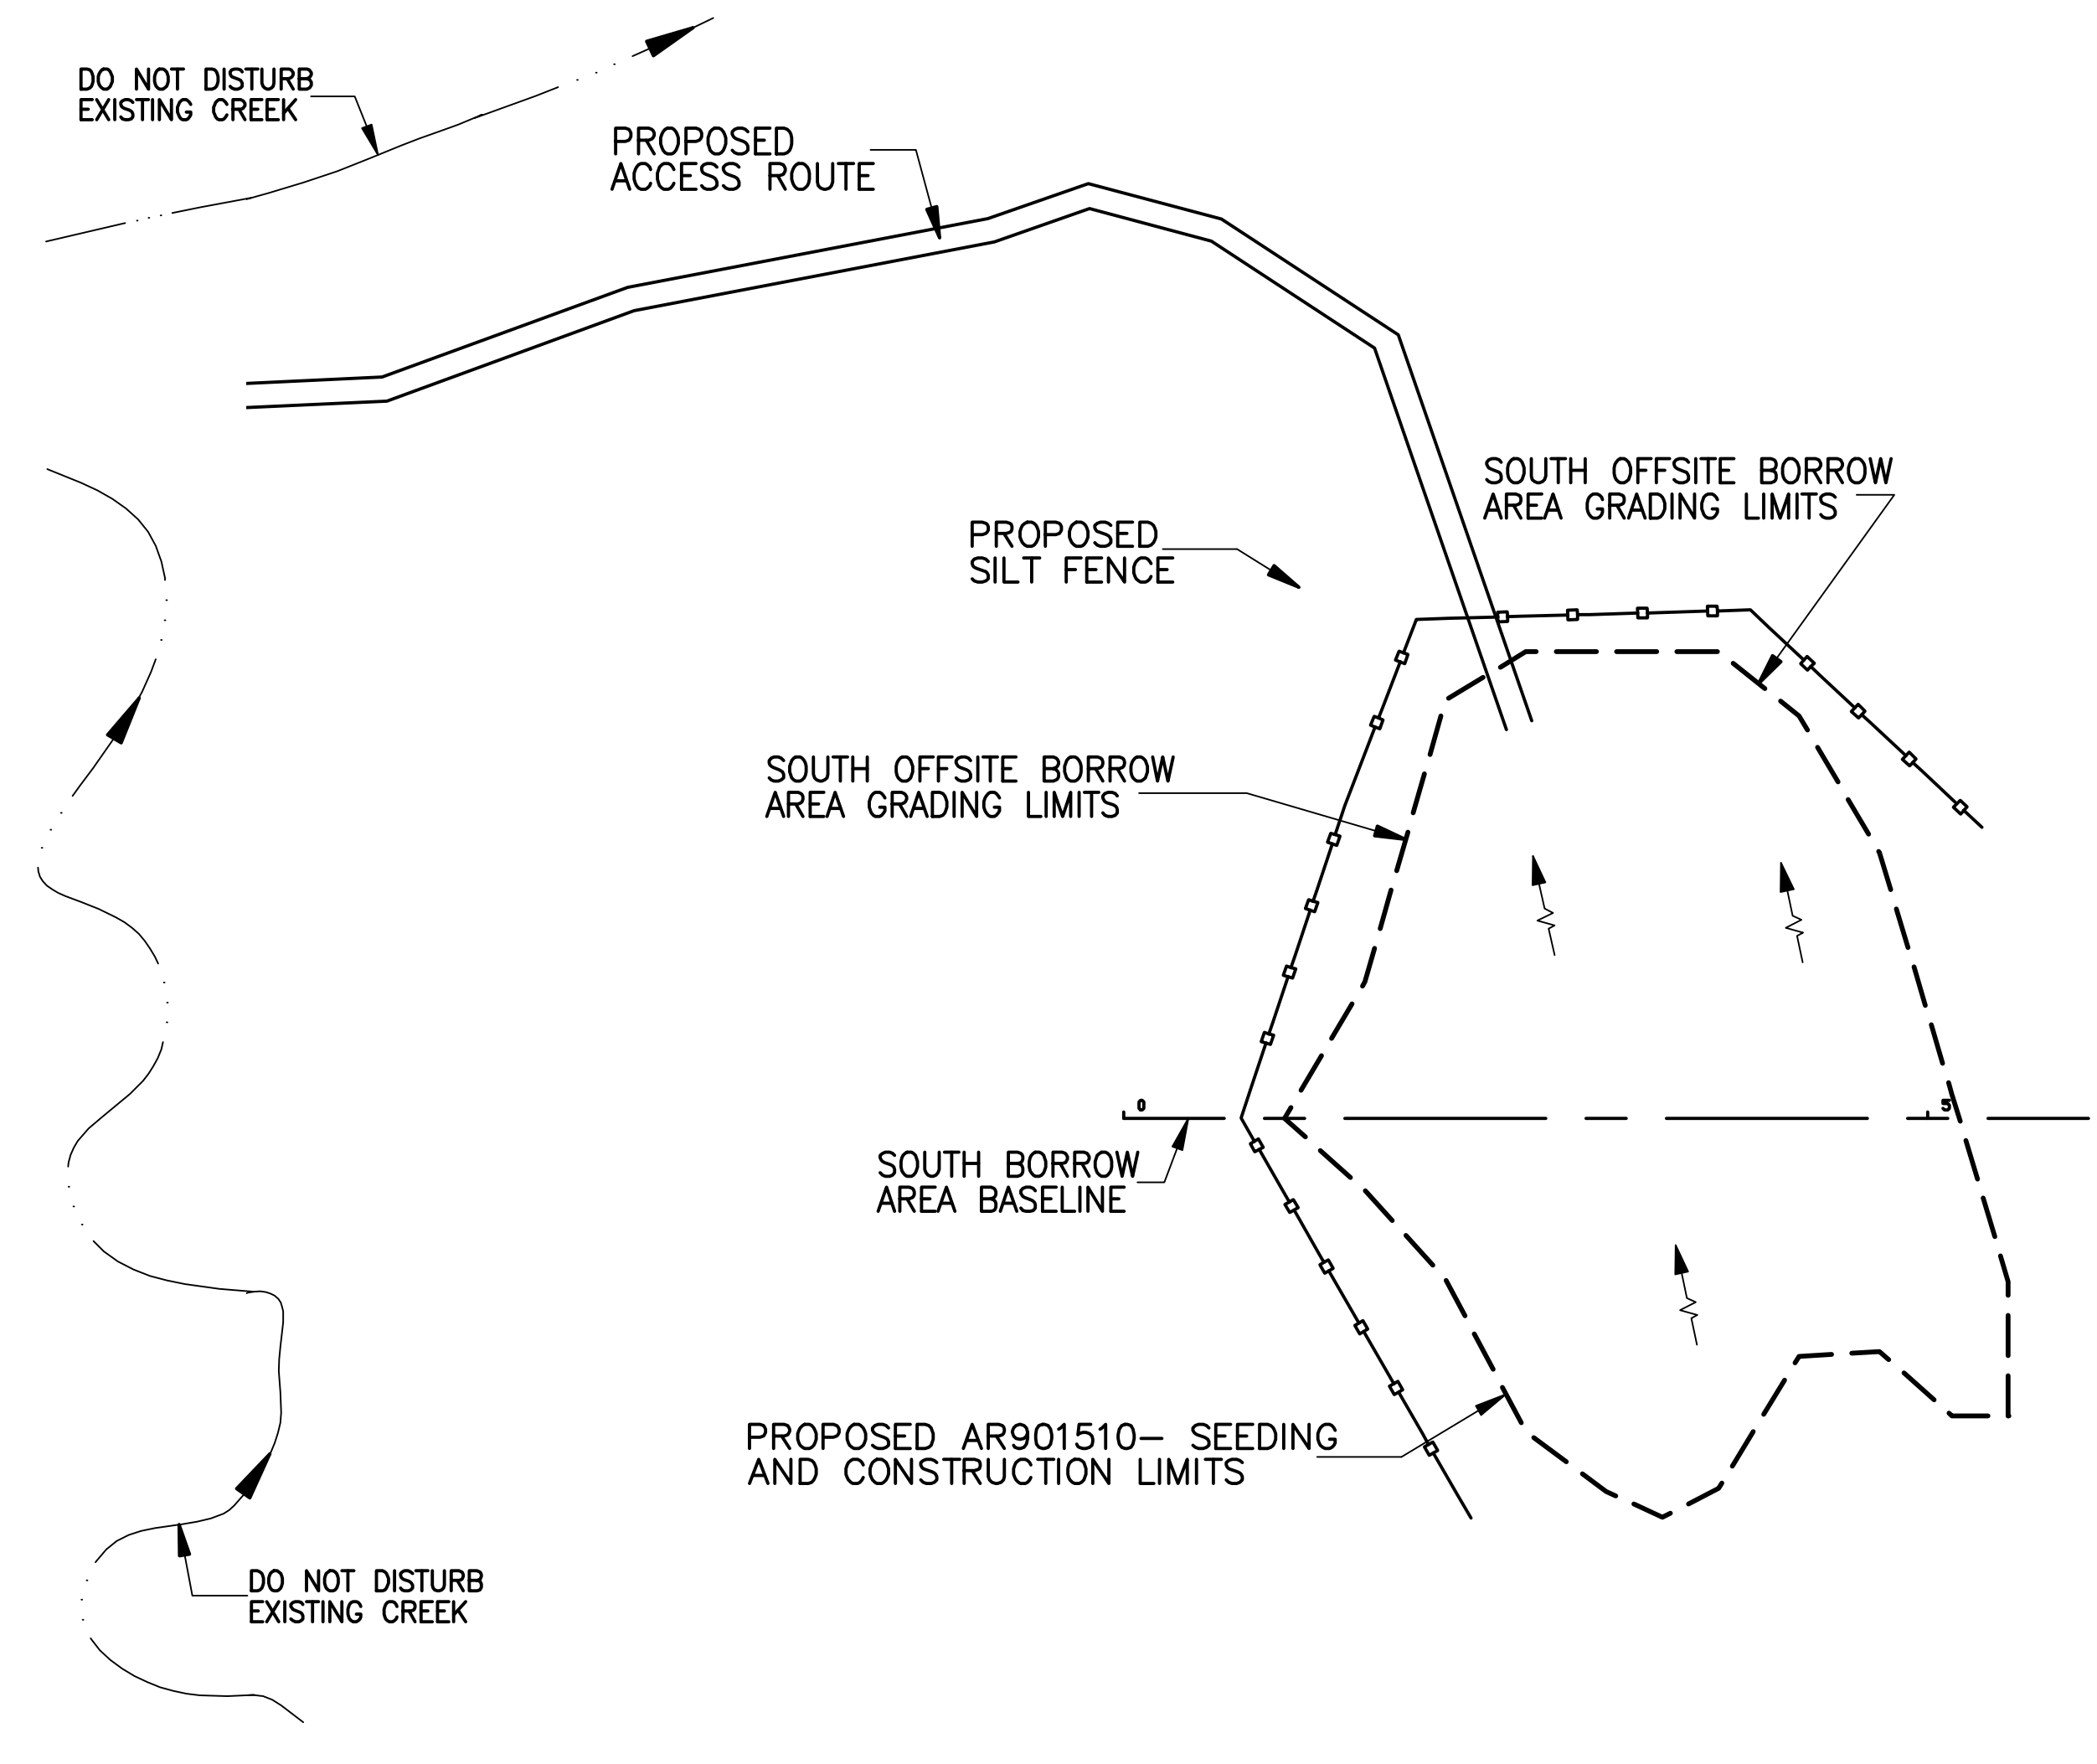 DO NOT DISTURB
EXISTING CREEK
PROPOSED
ACCESS ROUTE
SOUTH OFFSITE BORROW
AREA GRADING LIMITS
PROPOSED
SILT FENCE
SOUTH OFFSITE BORROW
AREA GRADING LIMITS
0
5
SOUTH BORROW
AREA BASELINE
PROPOSED AR901510- SEEDING
AND CONSTRUCTION LIMITS
DO NOT DISTURB
EXISTING CREEK